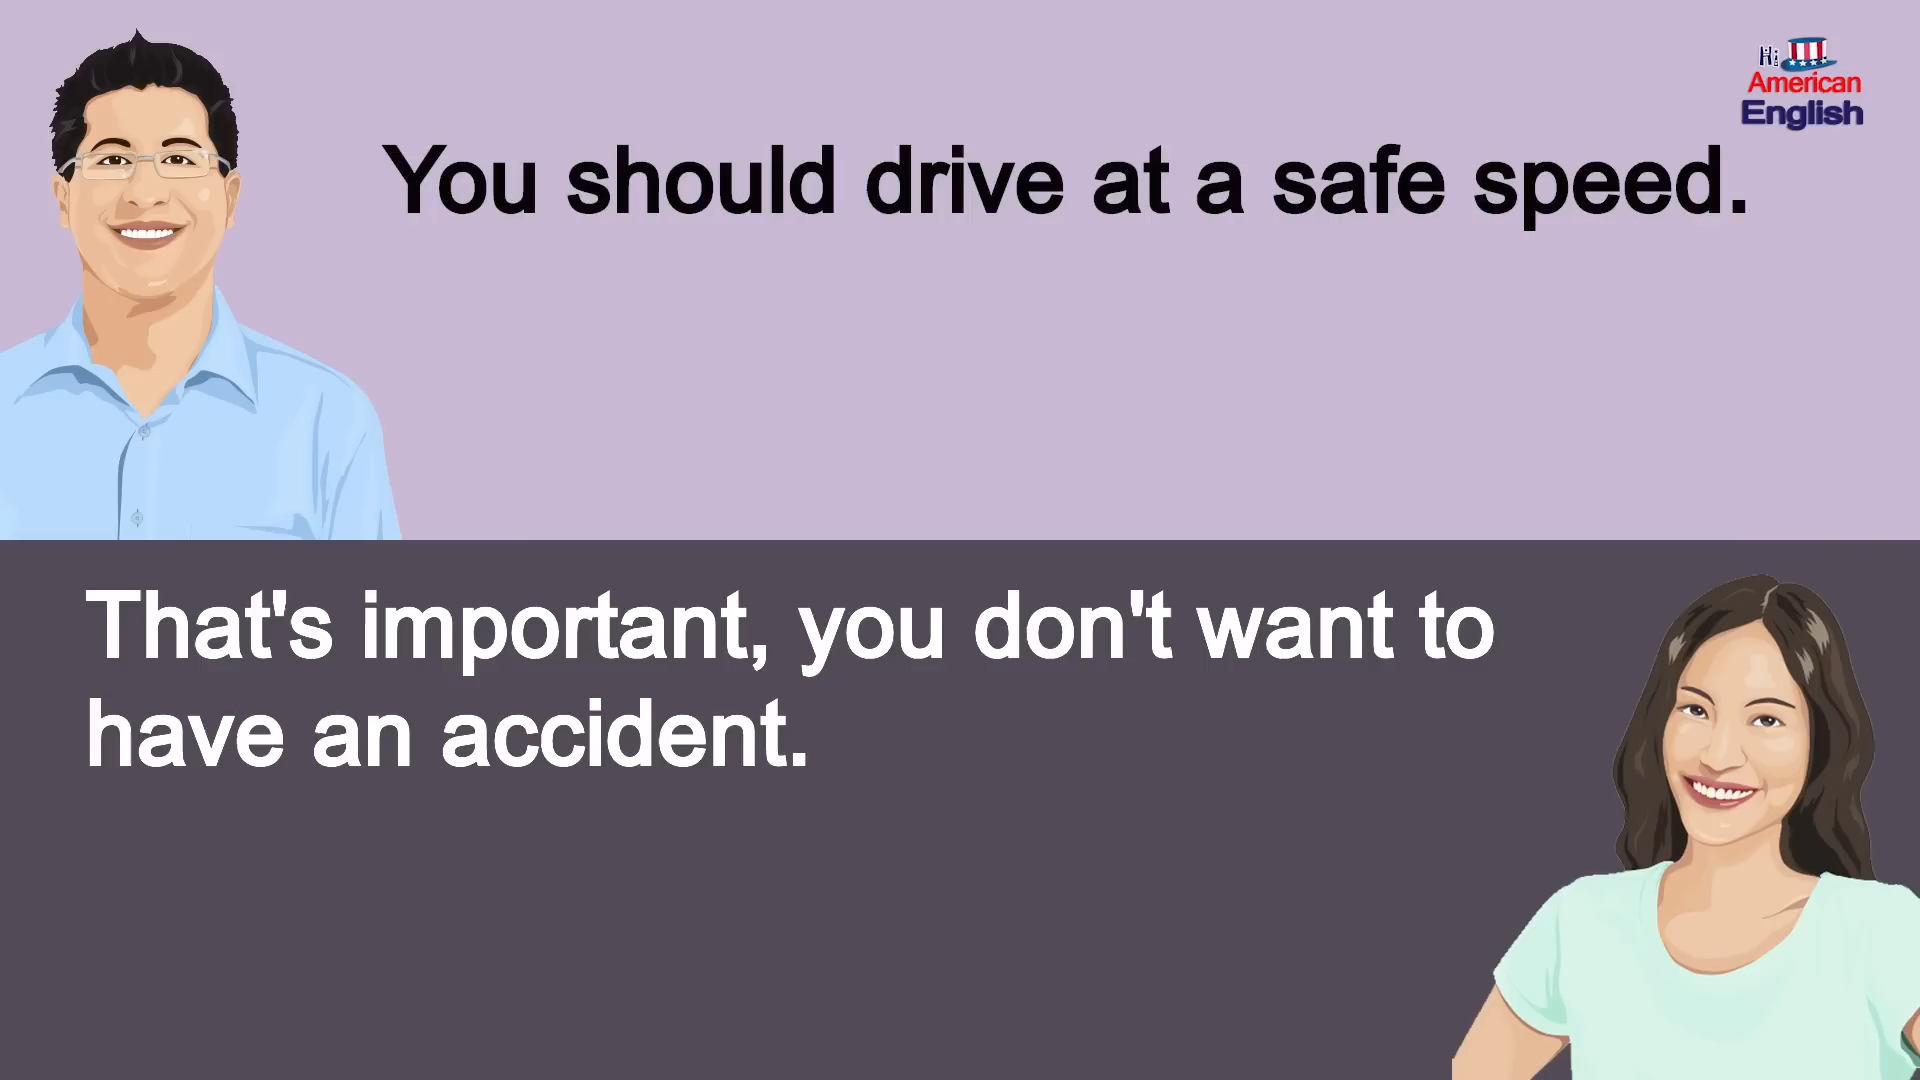 Hi
American
English
You should drive at a safe speed.
That's important, you don't want to
have an accident.